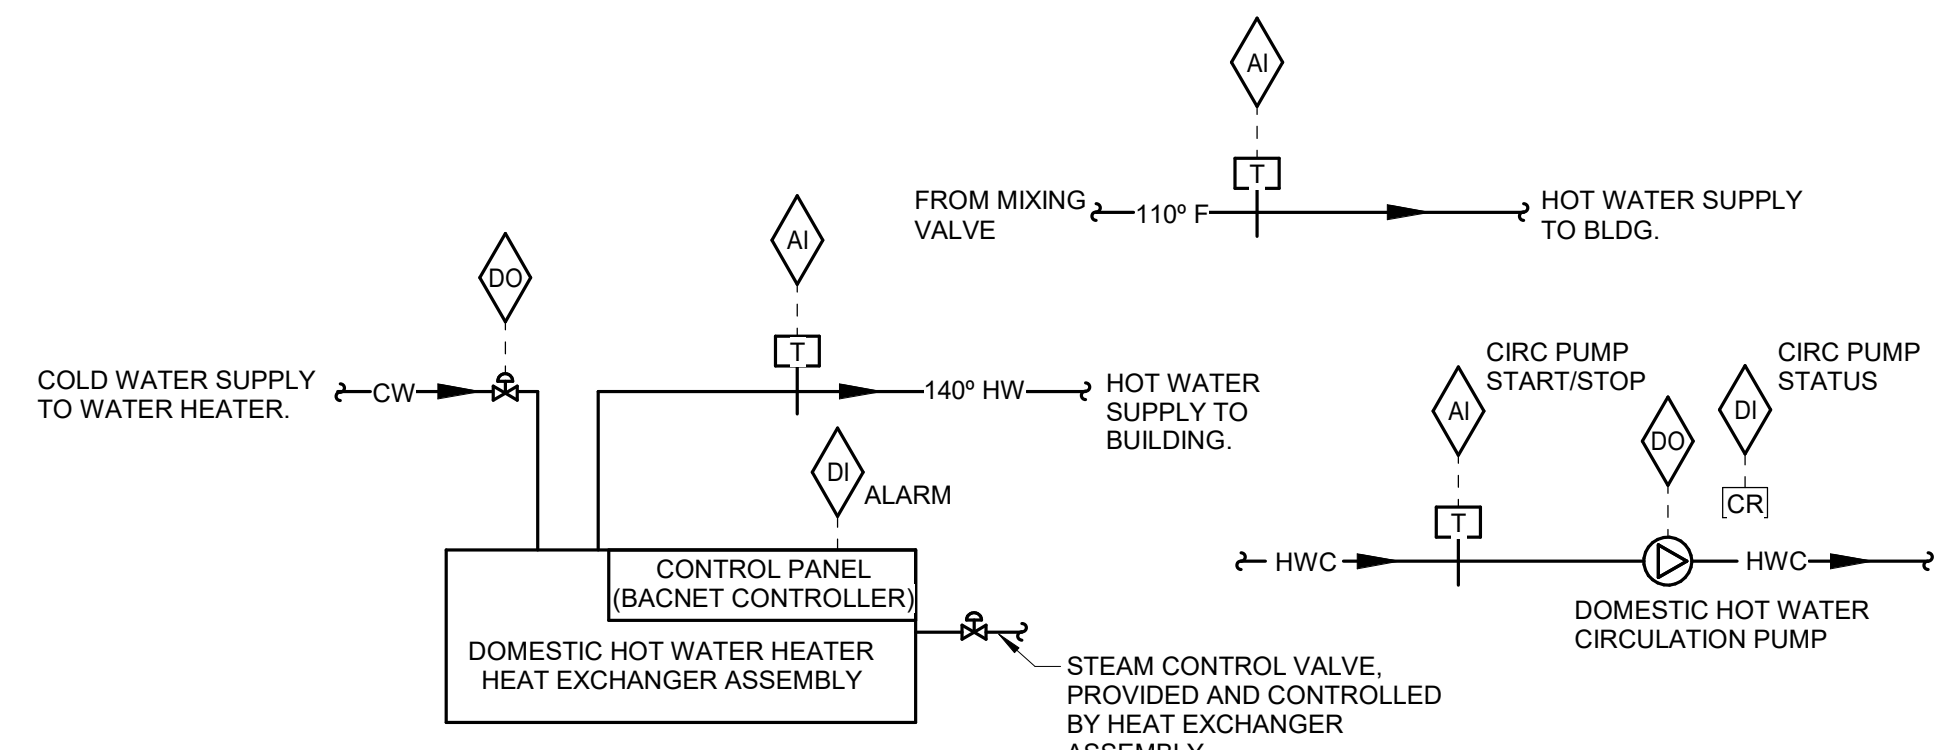 AI
T
FROM MIXING
VALVE
110º F
HOT WATER SUPPLY
TO BLDG.
DO
AI
T
COLD WATER SUPPLY
TO WATER HEATER.
CW
140º HW
HOT WATER
SUPPLY TO
BUILDING.
DI
ALARM
CONTROL PANEL
(BACNET CONTROLLER)
DOMESTIC HOT WATER HEATER
HEAT EXCHANGER ASSEMBLY
STEAM CONTROL VALVE,
PROVIDED AND CONTROLLED
BY HEAT EXCHANGER
ASSEMBLY
CIRC PUMP
START/STOP
CIRC PUMP
STATUS
AI
DO
DI
CR
T
HWC
HWC
DOMESTIC HOT WATER
CIRCULATION PUMP